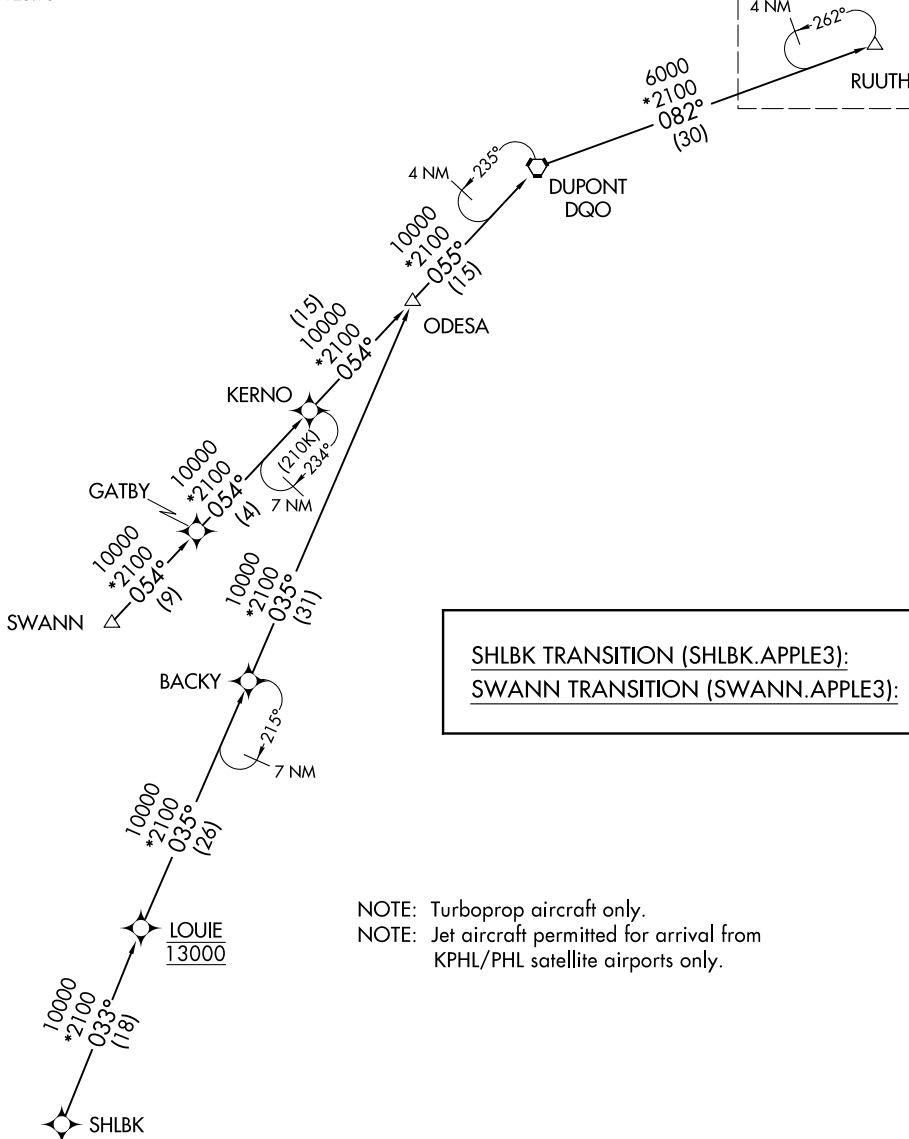 4 NM
262°
RUUTH
6000
*2100
082°
(30)
4 NM
235°
DUPONT
DQO
10000
*2100
055°
(15)
ODESA
(15)
10000
*2100
054°
KERNO
(210K)
234°
7 NM
10000
*2100
054°
(4)
GATBY
10000
*2100
054°
(9)
SWANN
10000
*2100
035°
(31)
SHLBK TRANSITION (SHLBK.APPLE3):
SWANN TRANSITION (SWANN.APPLE3):
BACKY
215°
7 NM
10000
*2100
035°
(26)
NOTE: Turboprop aircraft only.
NOTE: Jet aircraft permitted for arrival from
KPHL/PHL satellite airports only.
LOUIE
13000
10000
*2100
033°
(18)
SHLBK